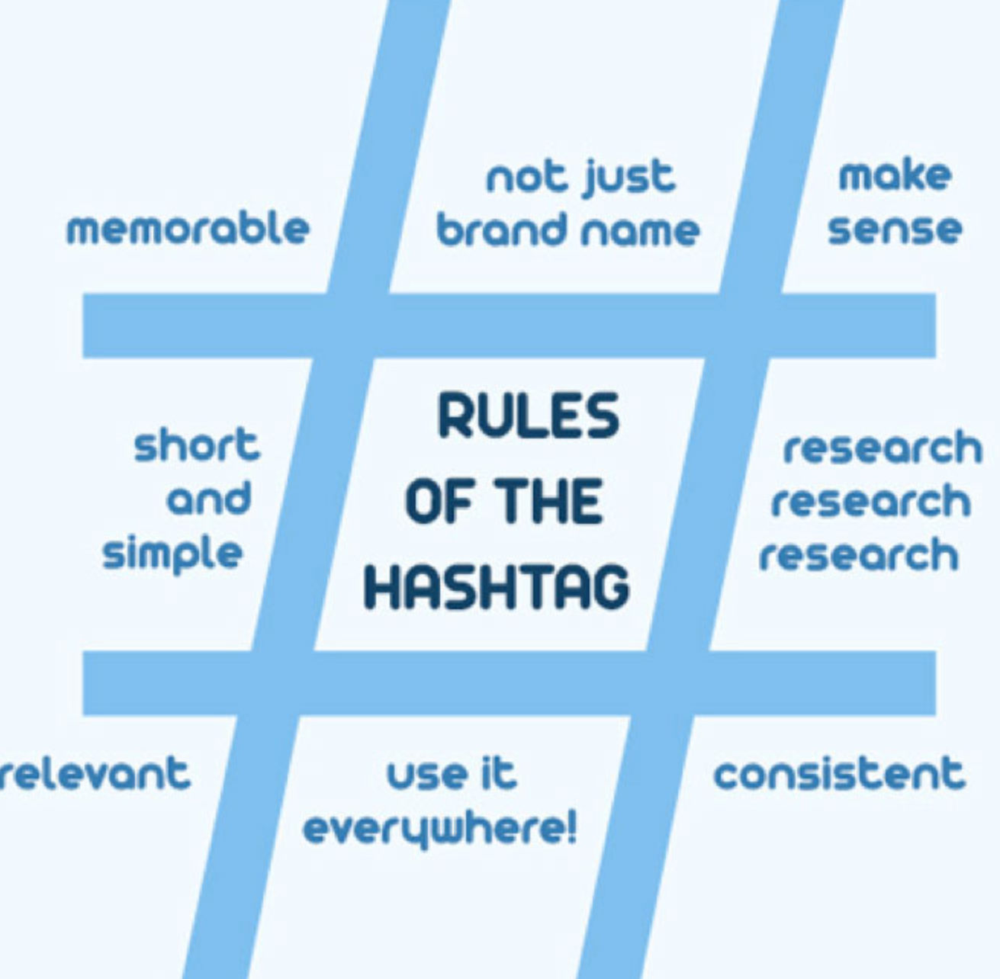 memorable
not just
brand name
make
sense
short
and
simple
RULES
OF THE
HASHTAG
research
research
research
relevant
use it
everywhere!
consistent